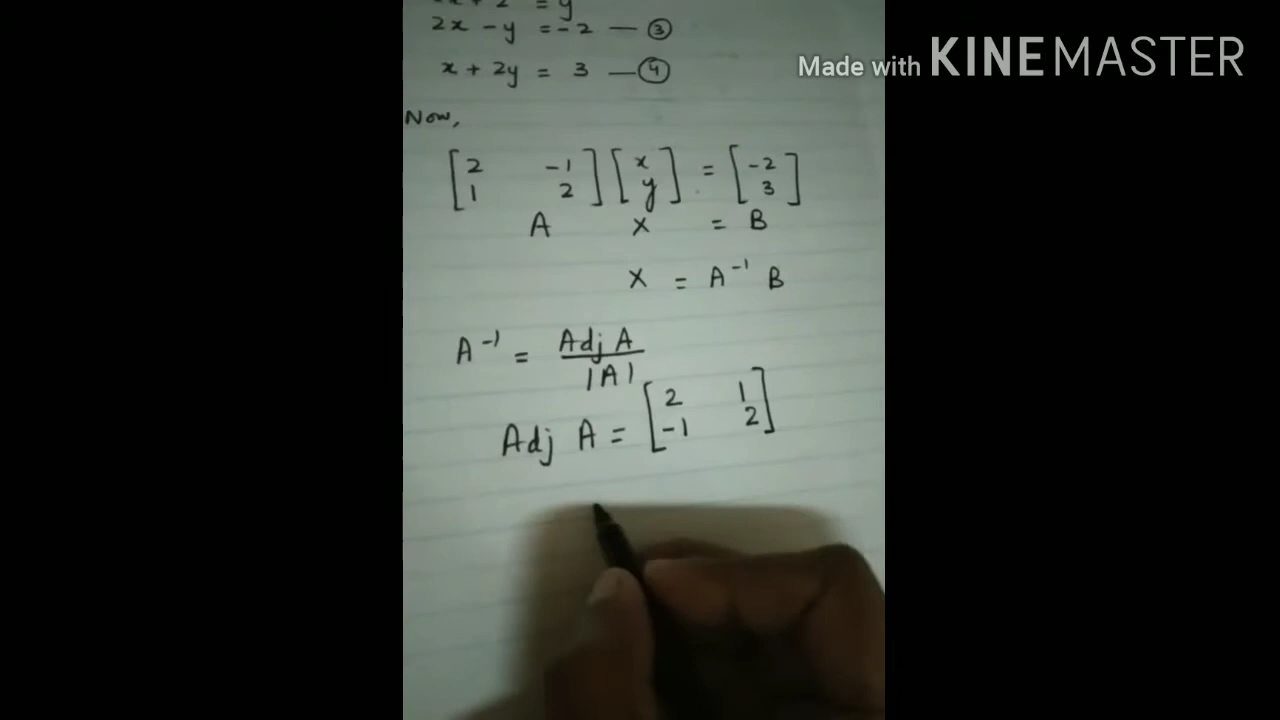 2 = y
2x - y = -2 — ③
x + 2y = 3 — ④
Made with KINEMASTER
Now,
[2 -1] [x] = [-2]
[1 2] [y] [3]
A X = B
X = A⁻¹ B
A⁻¹ = Adj A
|A|
Adj A = [2 1]
[-1 2]